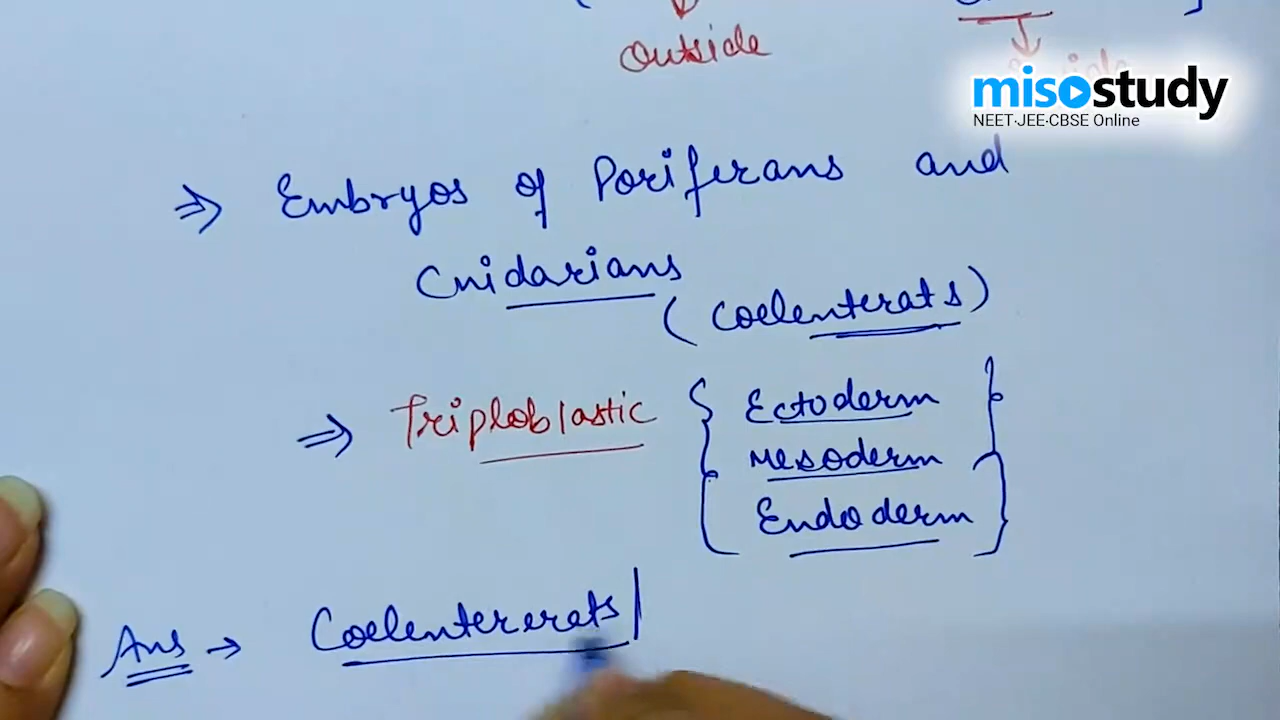 Outside
misostudy
NEET·JEE·CBSE Online
⇒ Embryos of Poriferans and
Cnidarians
(Coelenterats)
⇒ Triploblastic { Ectoderm }
Mesoderm
Endoderm
Ans → Coelentererats/